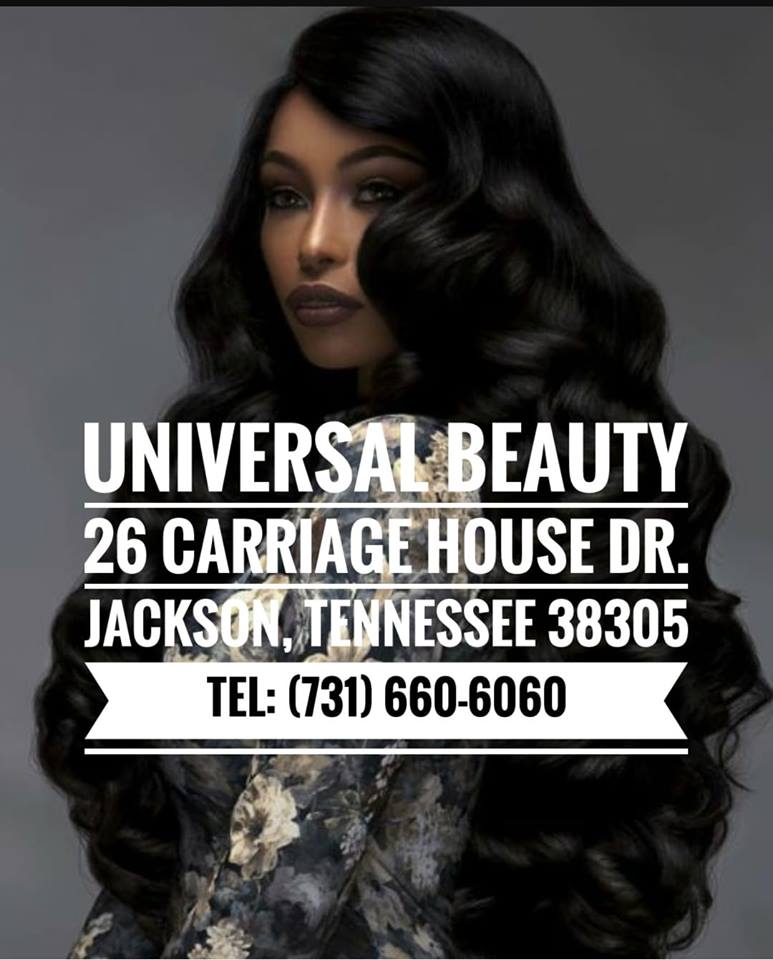 UNIVERSAL BEAUTY
26 CARRIAGE HOUSE DR.
JACKSON, TENNESSEE 38305
TEL: (731) 660-6060